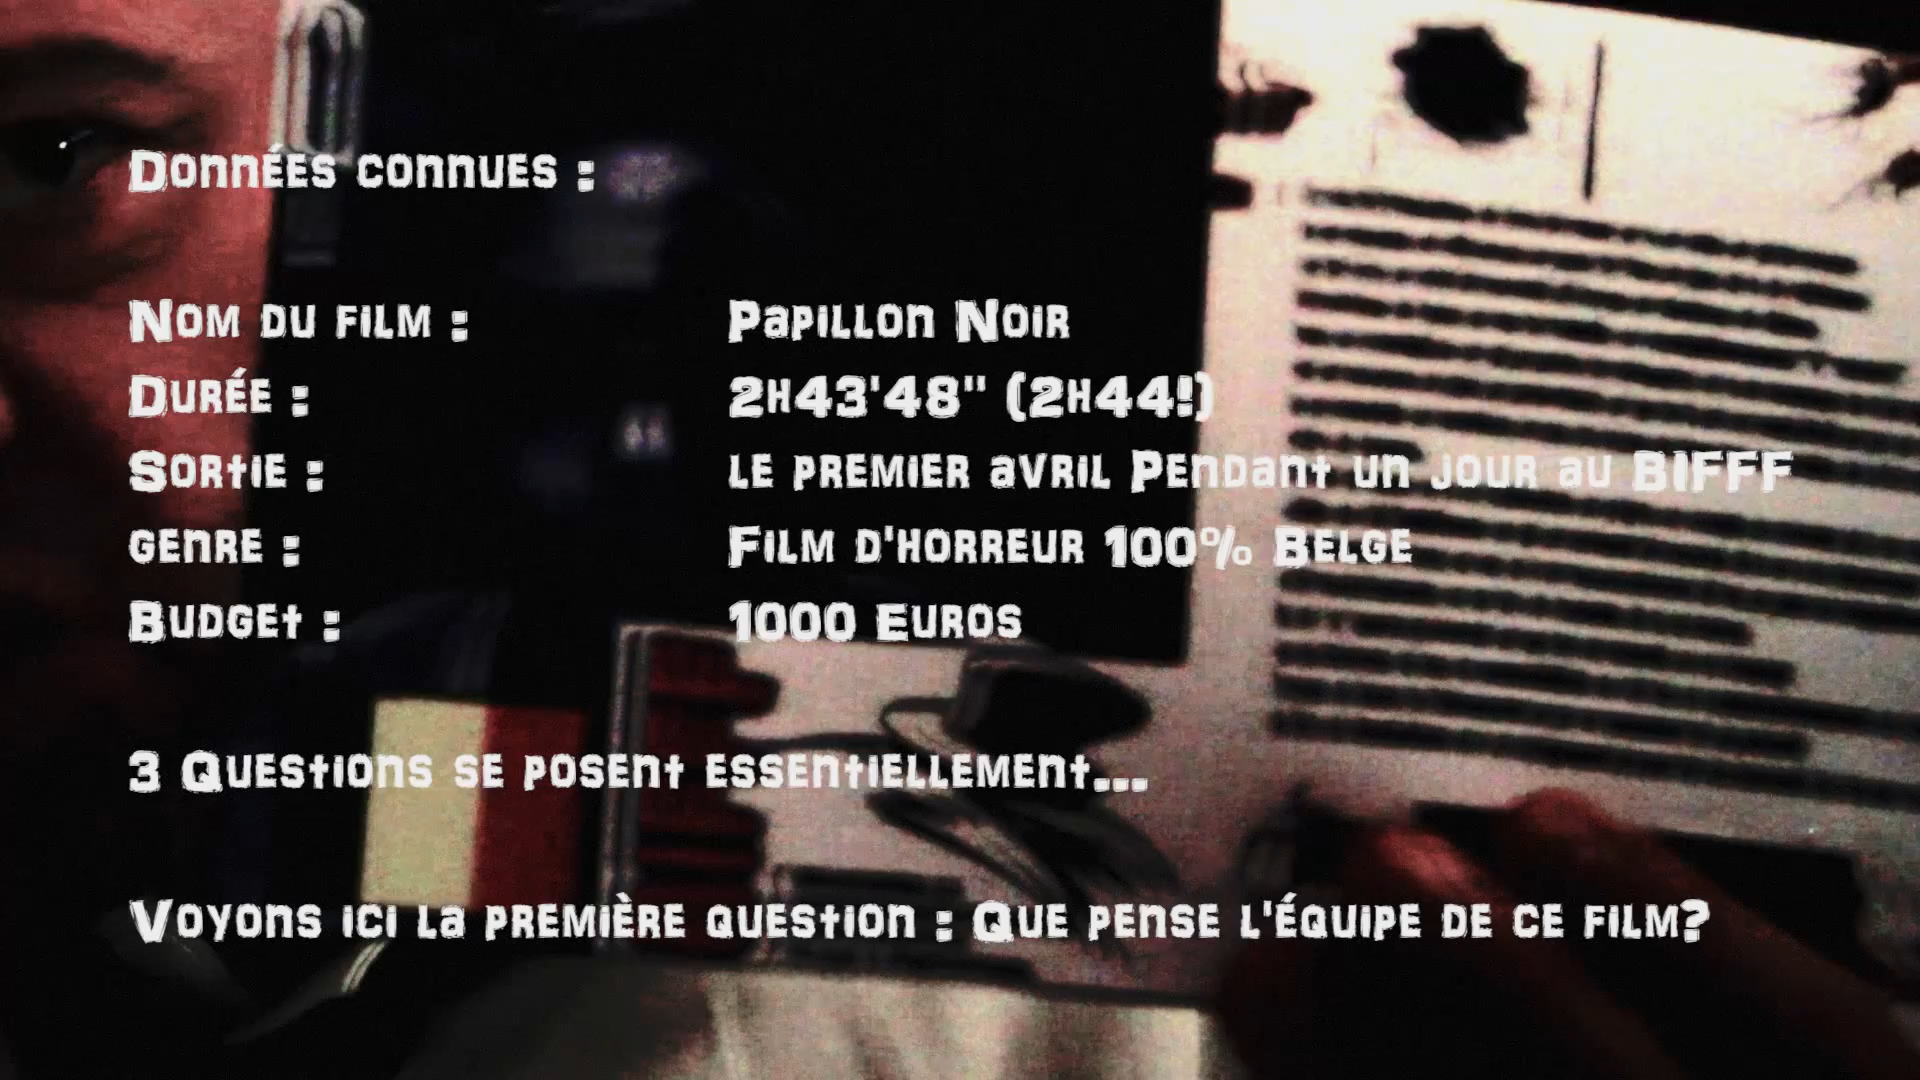 Données connues :
Nom du film : Papillon Noir
Durée : 2h43'48" (2h44!)
Sortie : le premier avril Pendant un jour au BIFFF
genre : Film d'horreur 100% Belge
Budget : 1000 Euros
3 Questions se posent essentiellement...
Voyons ici la première question : Que pense l'équipe de ce film?